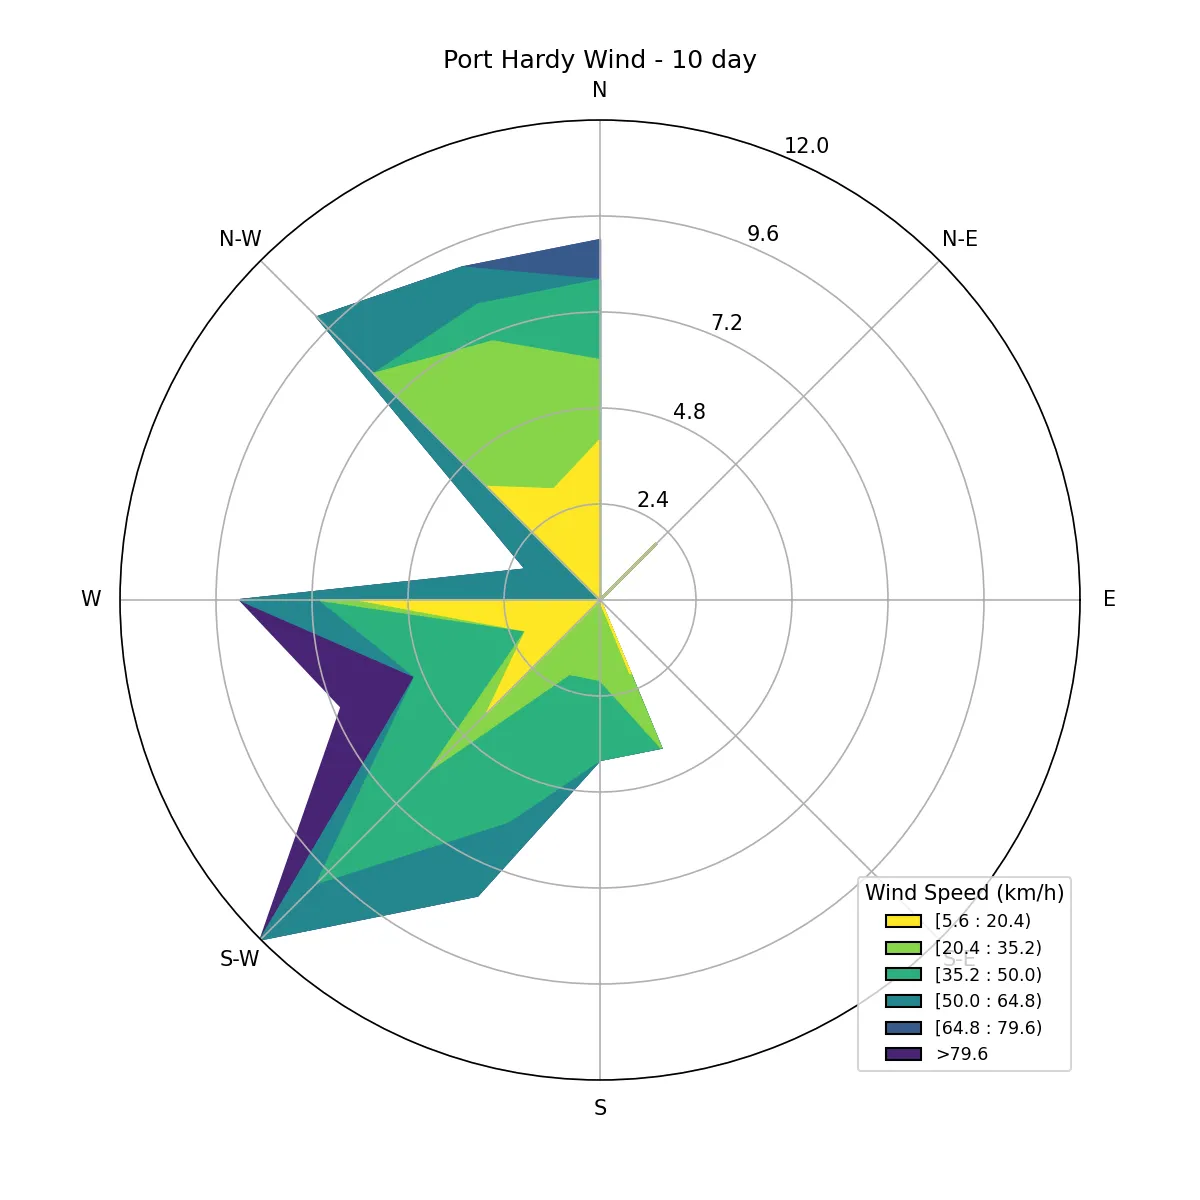 Port Hardy Wind - 10 day
N
12.0
N-W
9.6
N-E
7.2
4.8
2.4
W
E
S-W
S-E
Wind Speed (km/h)
[5.6 : 20.4)
[20.4 : 35.2)
[35.2 : 50.0)
[50.0 : 64.8)
[64.8 : 79.6)
>79.6
S